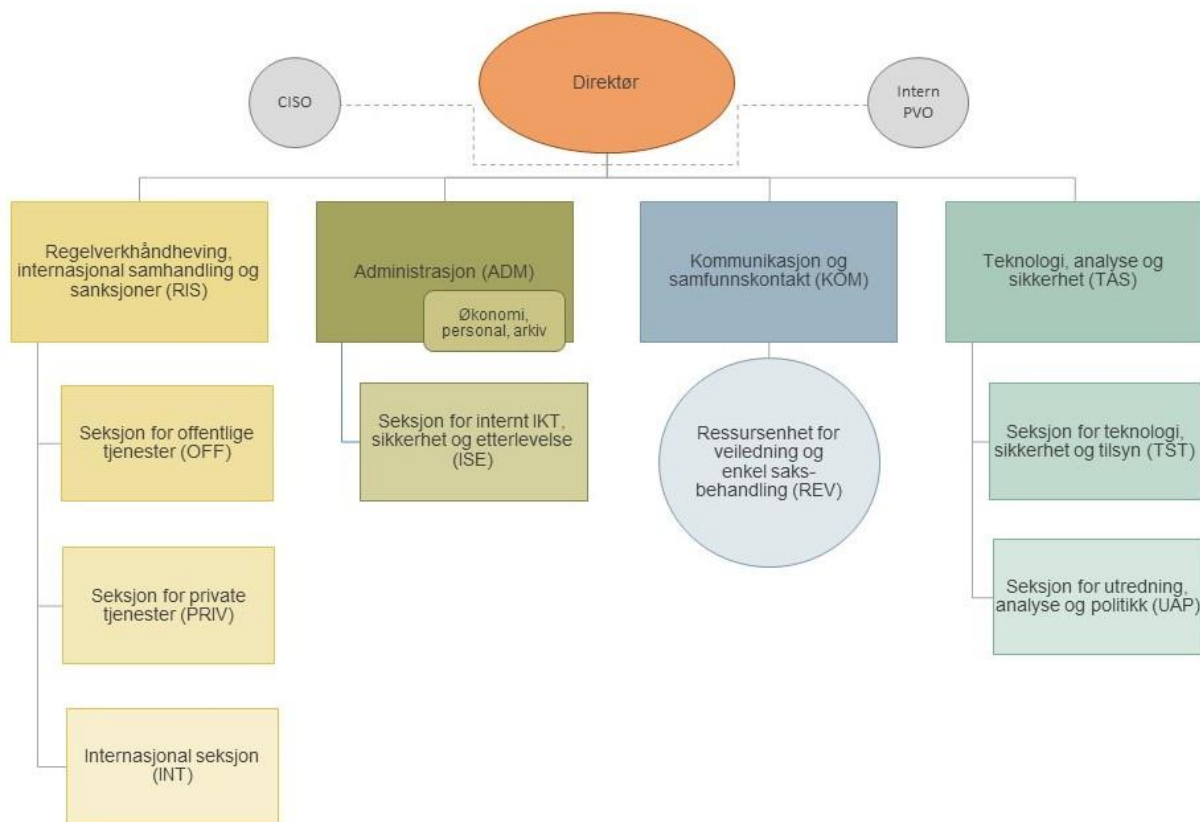 Direktør
CISO
Intern
PVO
Regelverkhåndheving,
internasjonal samhandling og
sanksjoner (RIS)
Administrasjon (ADM)
Økonomi,
personal, arkiv
Kommunikasjon og
samfunnskontakt (KOM)
Teknologi, analyse og
sikkerhet (TAS)
Seksjon for offentlige
tjenester (OFF)
Seksjon for internt IKT,
sikkerhet og etterlevelse
(ISE)
Ressursenhet for
veiledning og
enkel saks-
behandling (REV)
Seksjon for teknologi,
sikkerhet og tilsyn (TST)
Seksjon for private
tjenester (PRIV)
Seksjon for utredning,
analyse og politikk (UAP)
Internasjonal seksjon
(INT)